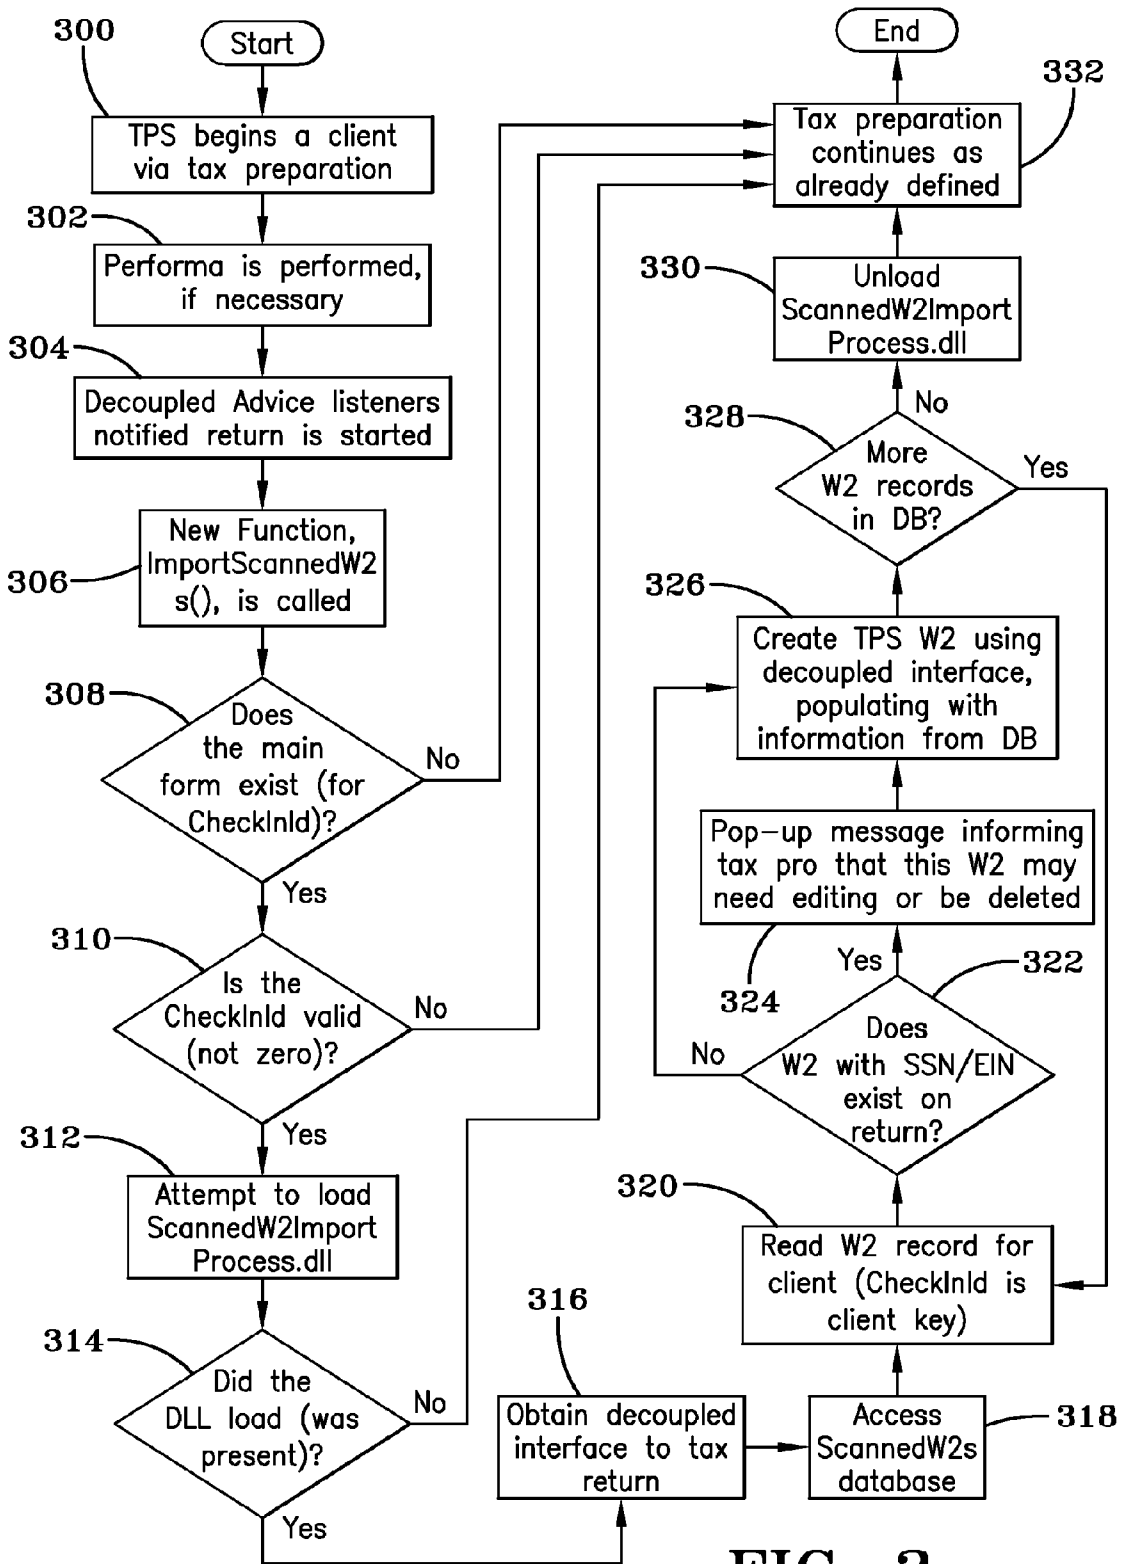 300
Start
TPS begins a client
via tax preparation
302
Performa is performed,
if necessary
304
Decoupled Advice listeners
notified return is started
306
New Function,
ImportScannedW2
s(), is called
308
Does
the main
form exist (for
CheckInId)?
No
Yes
310
Is the
CheckInId valid
(not zero)?
No
Yes
312
Attempt to load
ScannedW2Import
Process.dll
314
Did the
DLL load (was
present)?
No
Yes
316
Obtain decoupled
interface to tax
return
318
Access
ScannedW2s
database
320
Read W2 record for
client (CheckInId is
client key)
322
Does
W2 with SSN/EIN
exist on
return?
No
Yes
324
Pop-up message informing
tax pro that this W2 may
need editing or be deleted
326
Create TPS W2 using
decoupled interface,
populating with
information from DB
328
More
W2 records
in DB?
Yes
No
330
Unload
ScannedW2Import
Process.dll
332
Tax preparation
continues as
already defined
End